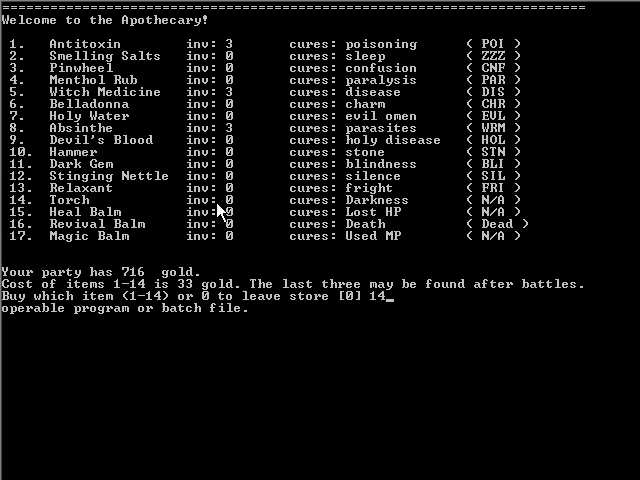 ==========================================================================
Welcome to the Apothecary!
1. Antitoxin inv: 3 cures: poisoning ( POI )
2. Smelling Salts inv: 0 cures: sleep ( ZZZ )
3. Pinwheel inv: 0 cures: confusion ( CNF )
4. Menthol Rub inv: 0 cures: paralysis ( PAR )
5. Witch Medicine inv: 3 cures: disease ( DIS )
6. Belladonna inv: 0 cures: charm ( CHR )
7. Holy Water inv: 0 cures: evil omen ( EVL )
8. Absinthe inv: 3 cures: parasites ( WRM )
9. Devil's Blood inv: 0 cures: holy disease ( HOL )
10. Hammer inv: 0 cures: stone ( STN )
11. Dark Gem inv: 0 cures: blindness ( BLI )
12. Stinging Nettle inv: 0 cures: silence ( SIL )
13. Relaxant inv: 0 cures: fright ( FRI )
14. Torch inv: 0 cures: Darkness ( N/A )
15. Heal Balm inv: 0 cures: Lost HP ( N/A )
16. Revival Balm inv: 0 cures: Death ( Dead )
17. Magic Balm inv: 0 cures: Used MP ( N/A )
Your party has 716 gold.
Cost of items 1-14 is 33 gold. The last three may be found after battles.
Buy which item (1-14) or 0 to leave store [0] 14_
operable program or batch file.